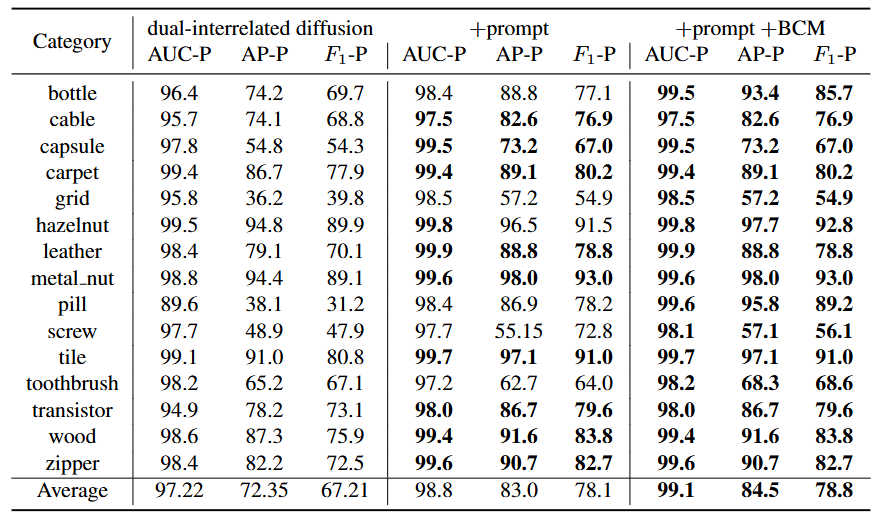 Category dual-interrelated diffusion +prompt +prompt +BCM
AUC-P AP-P F1-P AUC-P AP-P F1-P AUC-P AP-P F1-P
bottle 96.4 74.2 69.7 98.4 88.8 77.1 99.5 93.4 85.7
cable 95.7 74.1 68.8 97.5 82.6 76.9 97.5 82.6 76.9
capsule 97.8 54.8 54.3 99.5 73.2 67.0 99.5 73.2 67.0
carpet 99.4 86.7 77.9 99.4 89.1 80.2 99.4 89.1 80.2
grid 95.8 36.2 39.8 98.5 57.2 54.9 98.5 57.2 54.9
hazelnut 99.5 94.8 89.9 99.8 96.5 91.5 99.8 97.7 92.8
leather 98.4 79.1 70.1 99.9 88.8 78.8 99.9 88.8 78.8
metal_nut 98.8 94.4 89.1 99.6 98.0 93.0 99.6 98.0 93.0
pill 89.6 38.1 31.2 98.4 86.9 78.2 99.6 95.8 89.2
screw 97.7 48.9 47.9 97.7 55.15 72.8 98.1 57.1 56.1
tile 99.1 91.0 80.8 99.7 97.1 91.0 99.7 97.1 91.0
toothbrush 98.2 65.2 67.1 97.2 62.7 64.0 98.2 68.3 68.6
transistor 94.9 78.2 73.1 98.0 86.7 79.6 98.0 86.7 79.6
wood 98.6 87.3 75.9 99.4 91.6 83.8 99.4 91.6 83.8
zipper 98.4 82.2 72.5 99.6 90.7 82.7 99.6 90.7 82.7
Average 97.22 72.35 67.21 98.8 83.0 78.1 99.1 84.5 78.8